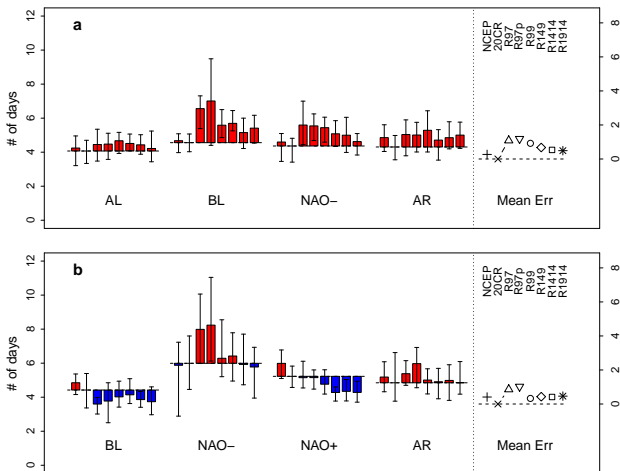 a
12
10
8
6
4
2
0
# of days
AL
BL
NAO−
AR
Mean Err
NCEP
20CR
R97
R97p
R99
R149
R1414
R1914
8
6
4
2
0
b
12
10
8
6
4
2
0
# of days
BL
NAO−
NAO+
AR
Mean Err
NCEP
20CR
R97
R97p
R99
R149
R1414
R1914
8
6
4
2
0